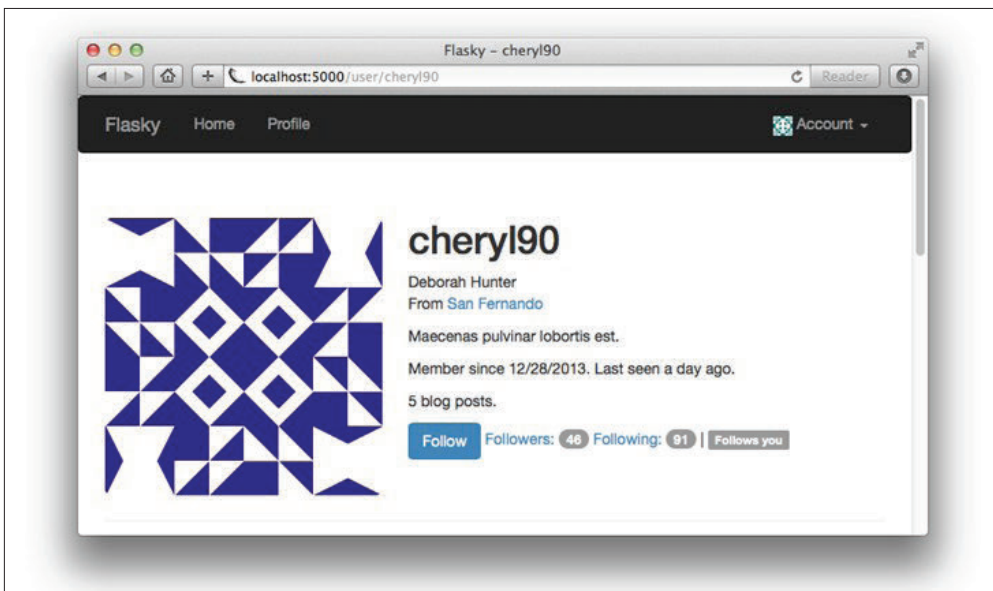 Flasky – cheryl90
localhost:5000/user/cheryl90
Reader
Flasky Home Profile Account
cheryl90
Deborah Hunter
From San Fernando
Maecenas pulvinar lobortis est.
Member since 12/28/2013. Last seen a day ago.
5 blog posts.
Follow Followers: 46 Following: 91 | Follows you